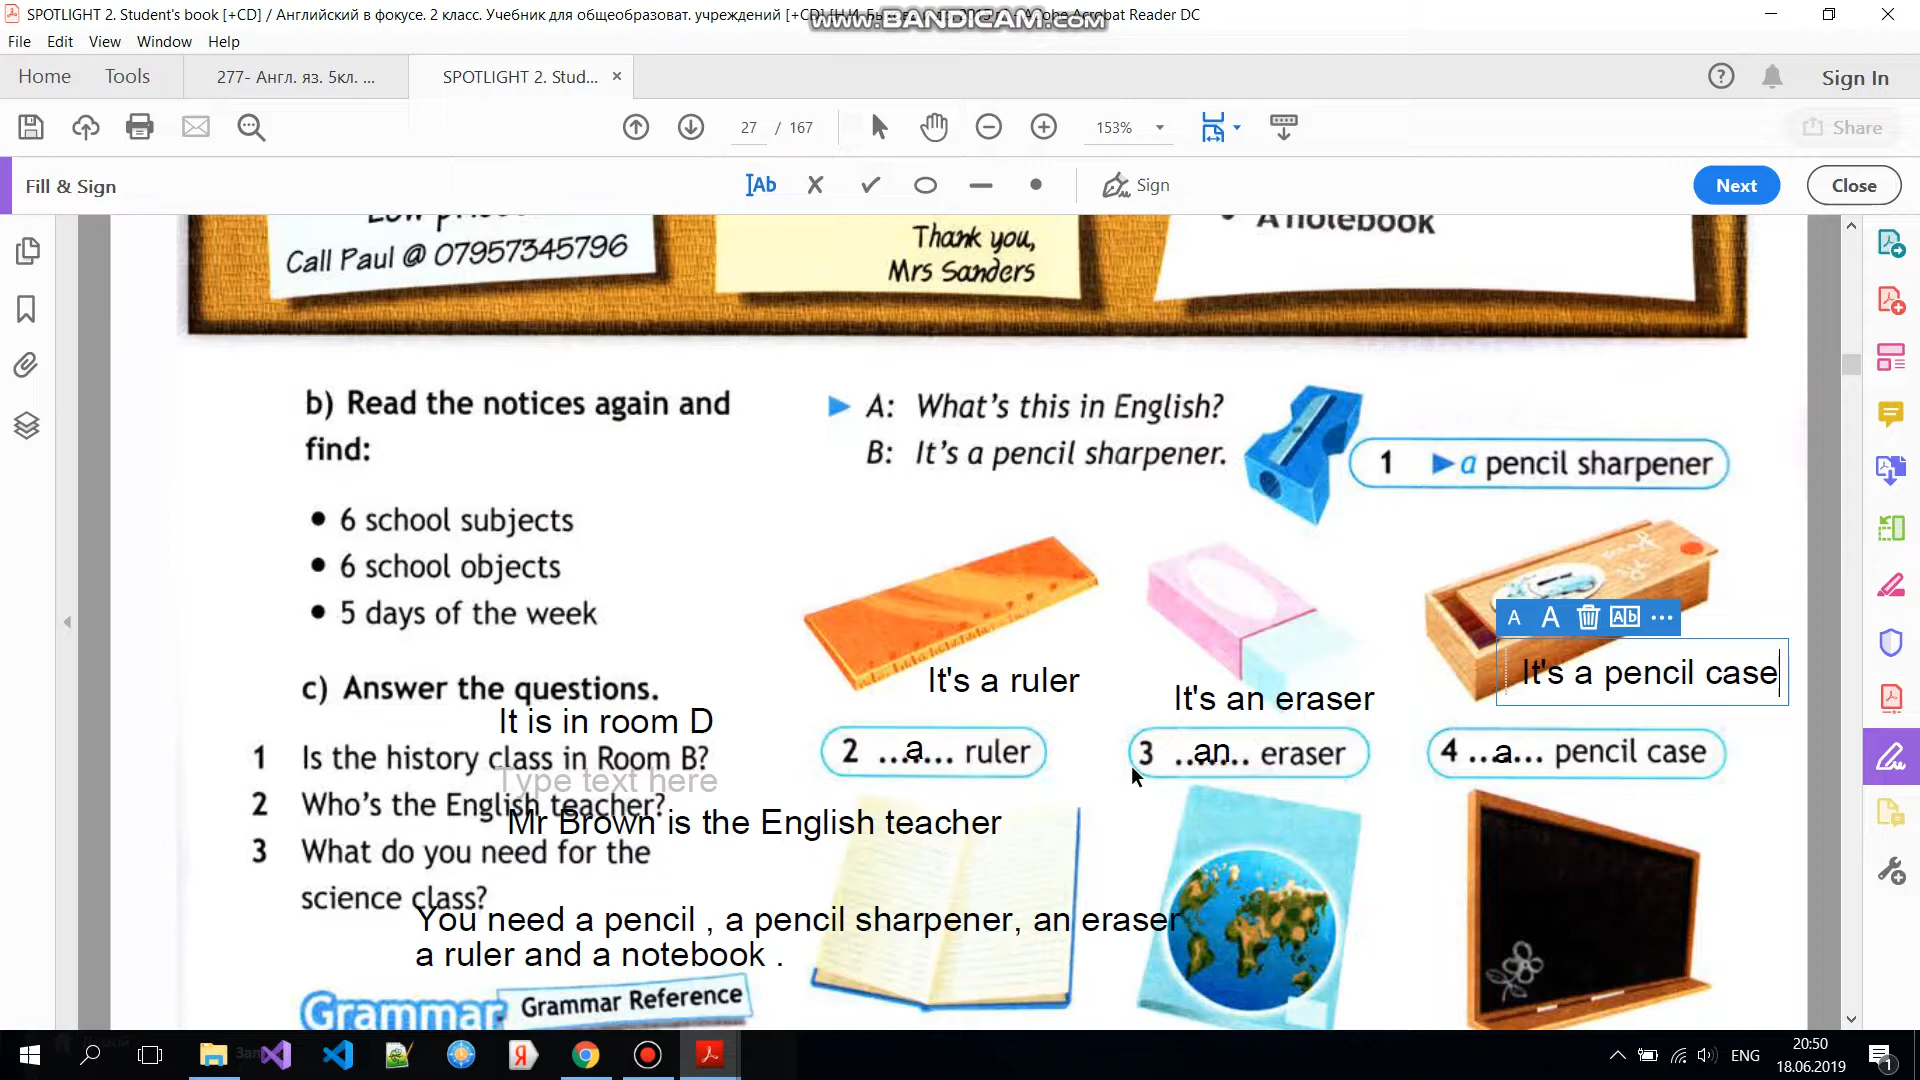 SPOTLIGHT 2. Student's book [+CD] / Английский в фокусе. 2 класс. Учебник для общеобразоват. учреждений [+CD]
Adobe Acrobat Reader DC
www.BANDICAM.com
File Edit View Window Help
Home Tools 277- Англ. яз. 5кл. ... SPOTLIGHT 2. Stud... Sign In
27 / 167 153% Share
Fill & Sign Ab Sign Next Close
Call Paul @ 07957345796
Thank you,
Mrs Sanders
A notebook
b) Read the notices again and
find:
6 school subjects
6 school objects
5 days of the week
c) Answer the questions.
It is in room D
1 Is the history class in Room B?
Type text here
2 Who's the English teacher?
Mr Brown is the English teacher
3 What do you need for the
science class?
You need a pencil , a pencil sharpener, an eraser
a ruler and a notebook .
Grammar Grammar Reference
A: What's this in English?
B: It's a pencil sharpener.
1 a pencil sharpener
It's a ruler
It's an eraser
A A Ab ...
It's a pencil case
2 ...a... ruler
3 ...an... eraser
4 ...a... pencil case
ENG
20:50
18.06.2019
1